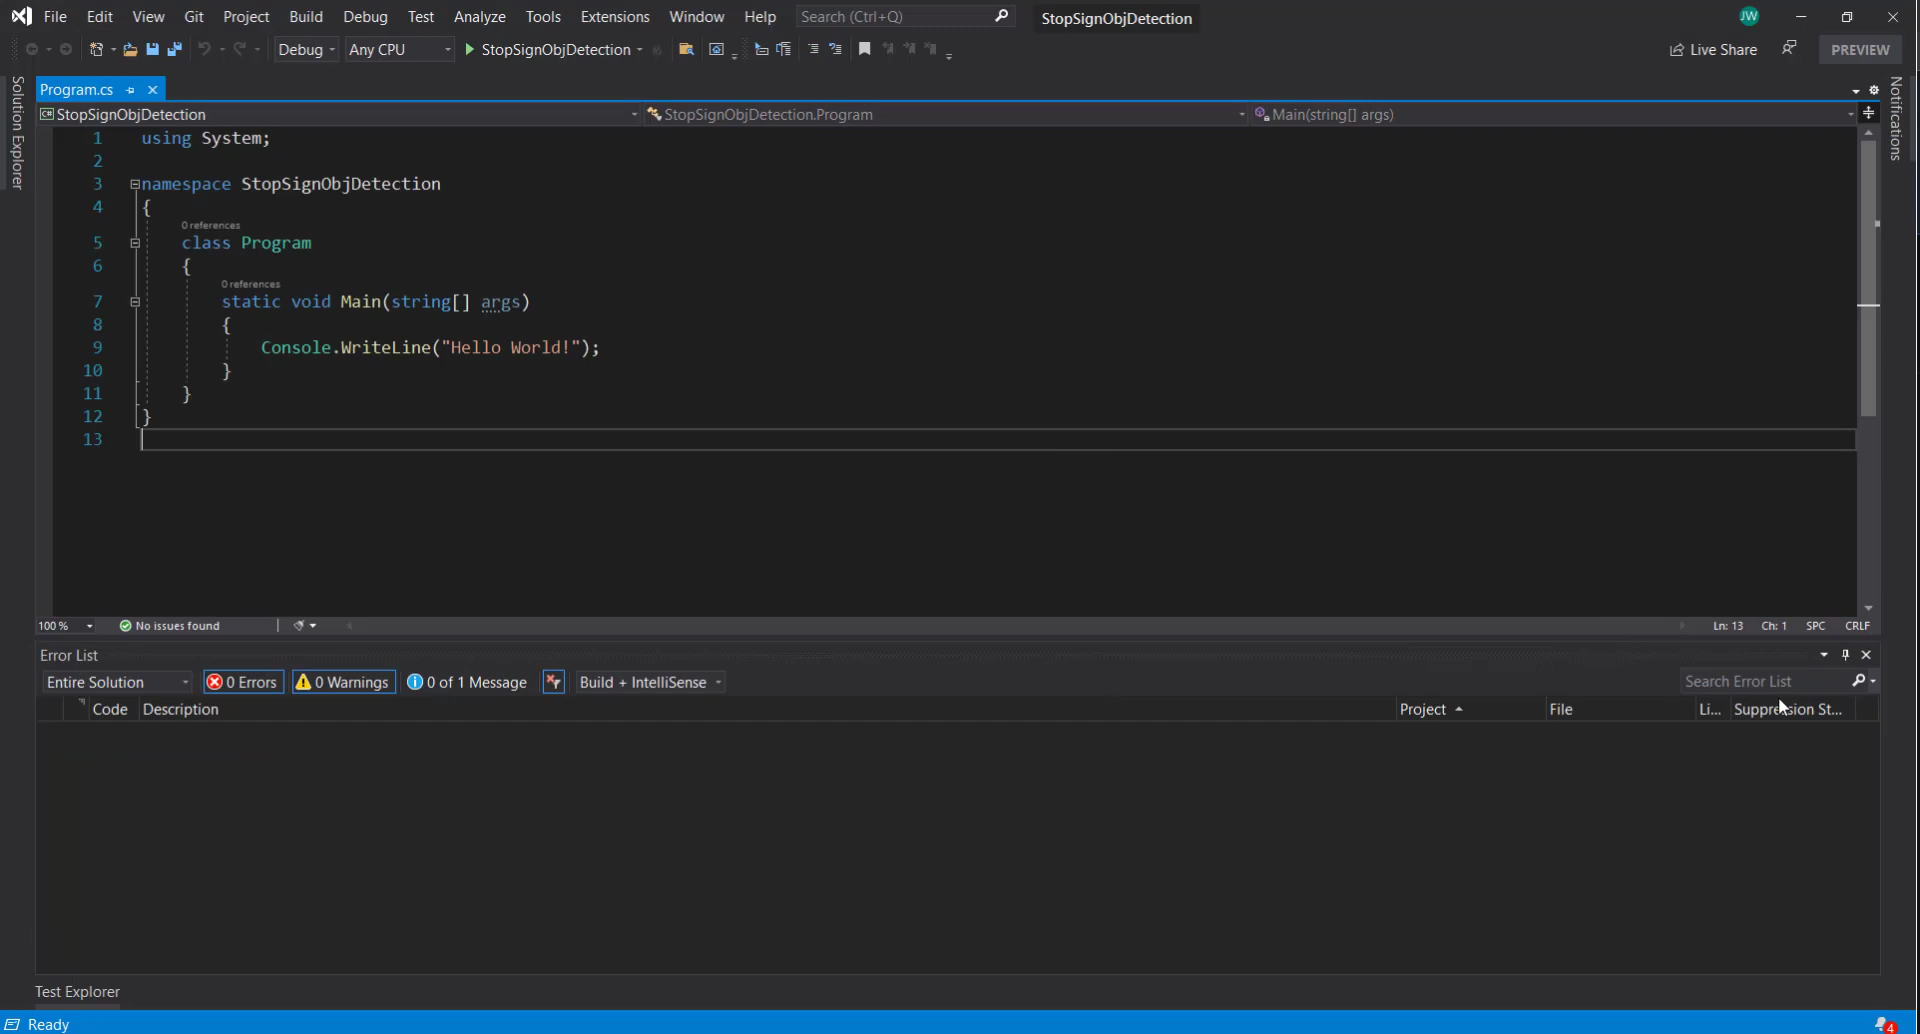 File Edit View Git Project Build Debug Test Analyze Tools Extensions Window Help Search (Ctrl+Q) StopSignObjDetection JW
Debug Any CPU StopSignObjDetection Live Share PREVIEW
Solution Explorer
Notifications
Program.cs
C# StopSignObjDetection StopSignObjDetection.Program Main(string[] args)
1 using System;
2
3 namespace StopSignObjDetection
4 {
0 references
5 class Program
6 {
0 references
7 static void Main(string[] args)
8 {
9 Console.WriteLine("Hello World!");
10 }
11 }
12 }
13
100 % No issues found Ln: 13 Ch: 1 SPC CRLF
Error List
Entire Solution 0 Errors 0 Warnings 0 of 1 Message Build + IntelliSense Search Error List
Code Description Project File Li... Suppression St...
Test Explorer
Ready 4